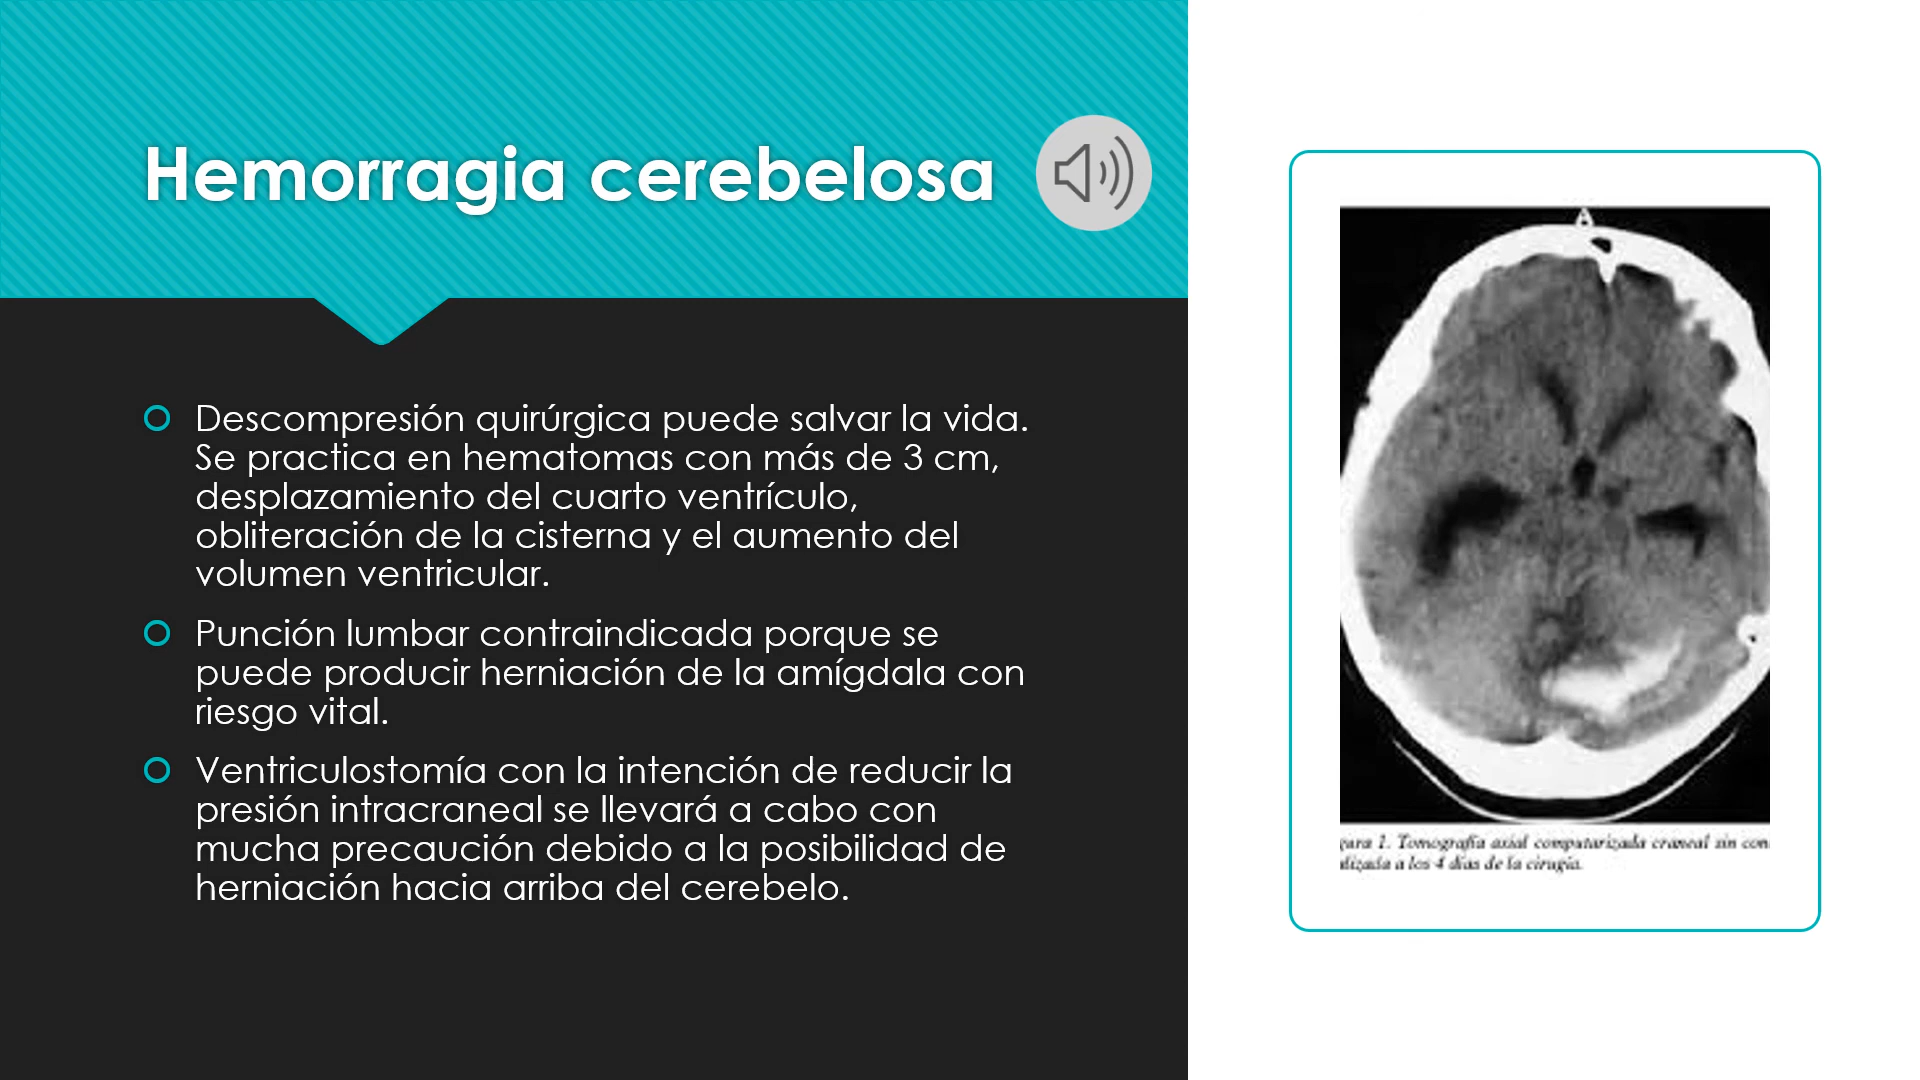 Hemorragia cerebelosa
Descompresión quirúrgica puede salvar la vida.
Se practica en hematomas con más de 3 cm,
desplazamiento del cuarto ventrículo,
obliteración de la cisterna y el aumento del
volumen ventricular.
Punción lumbar contraindicada porque se
puede producir herniación de la amígdala con
riesgo vital.
Ventriculostomía con la intención de reducir la
presión intracraneal se llevará a cabo con
mucha precaución debido a la posibilidad de
herniación hacia arriba del cerebelo.
A
gura 1. Tomografía axial computarizada craneal sin con
alizada a los 4 días de la cirugía.